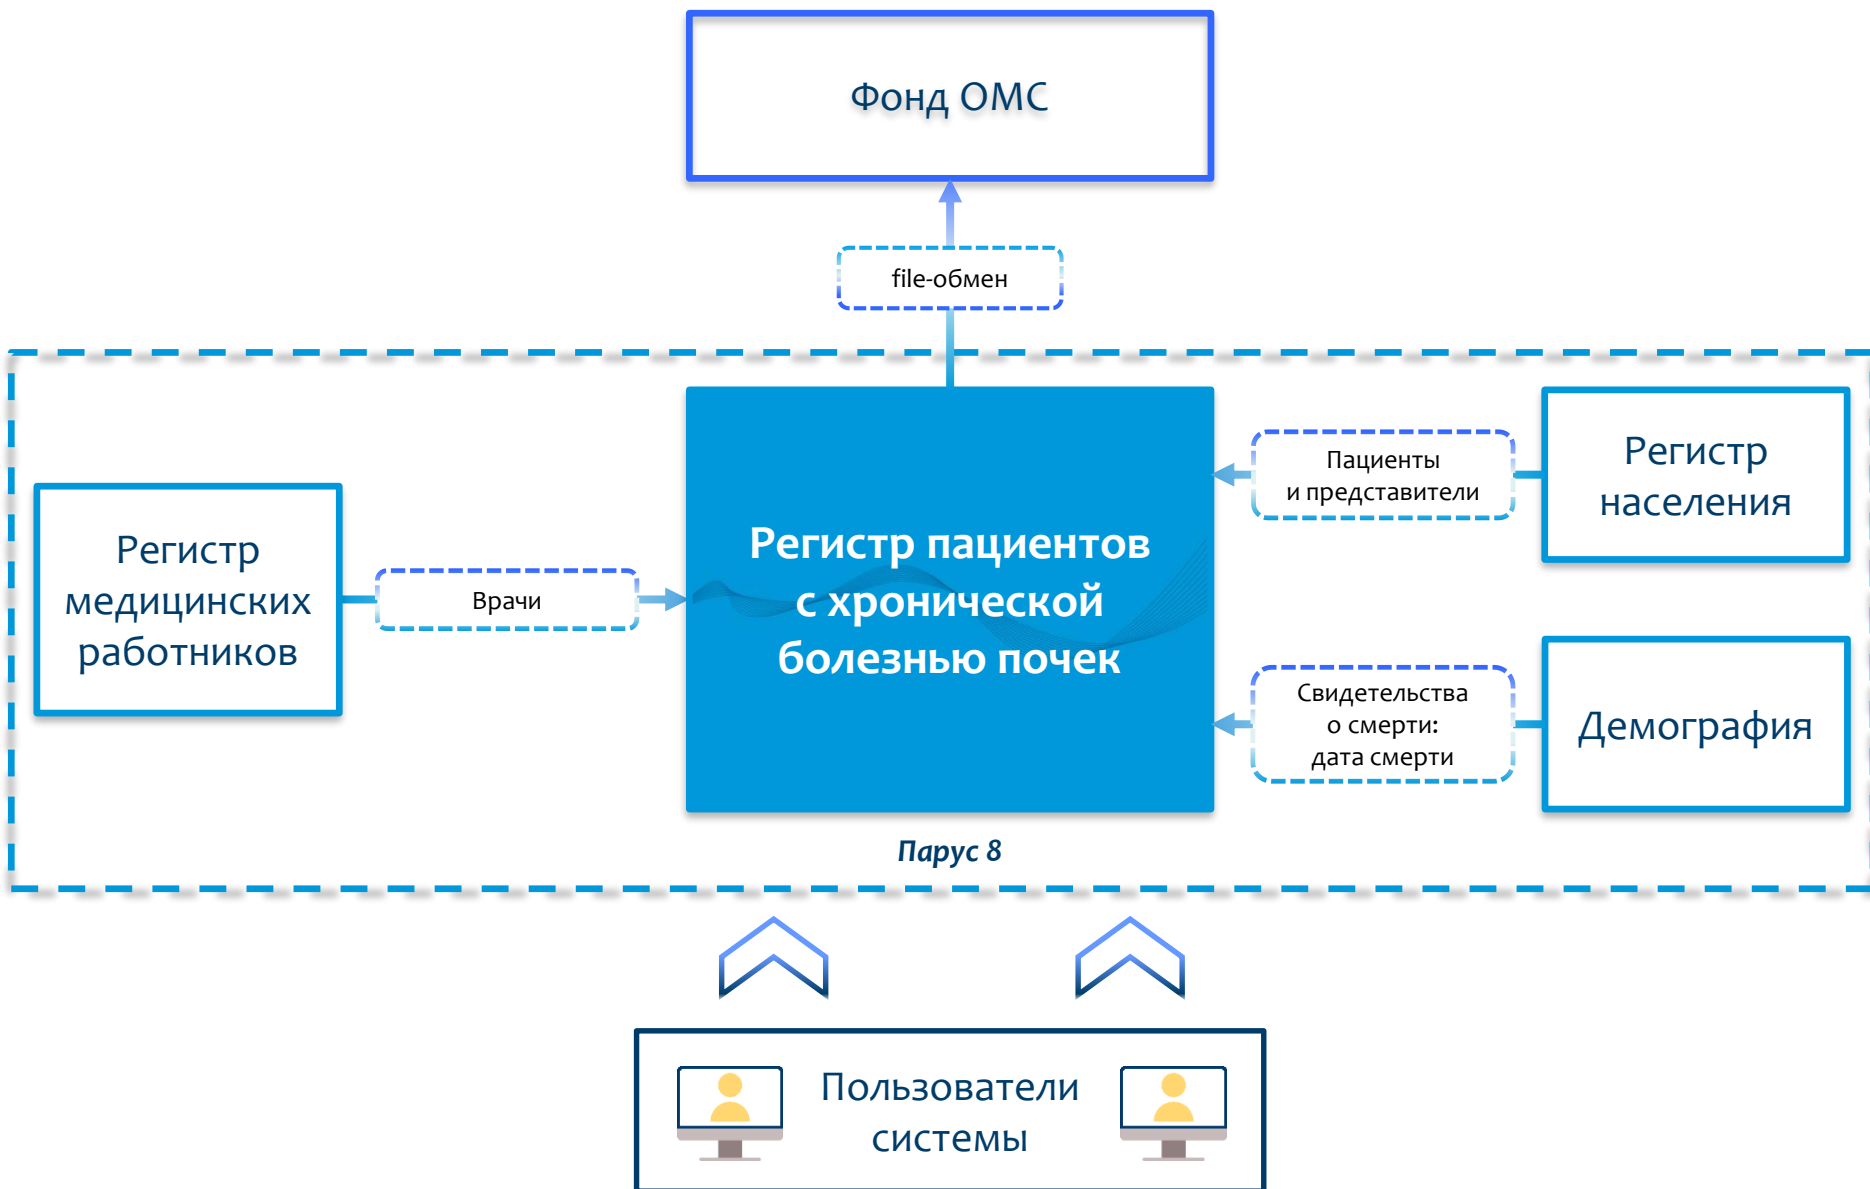 Фонд ОМС
file-обмен
Регистр
медицинских
работников
Врачи
Регистр пациентов
с хронической
болезнью почек
Пациенты
и представители
Регистр
населения
Свидетельства
о смерти:
дата смерти
Демография
Парус 8
Пользователи
системы